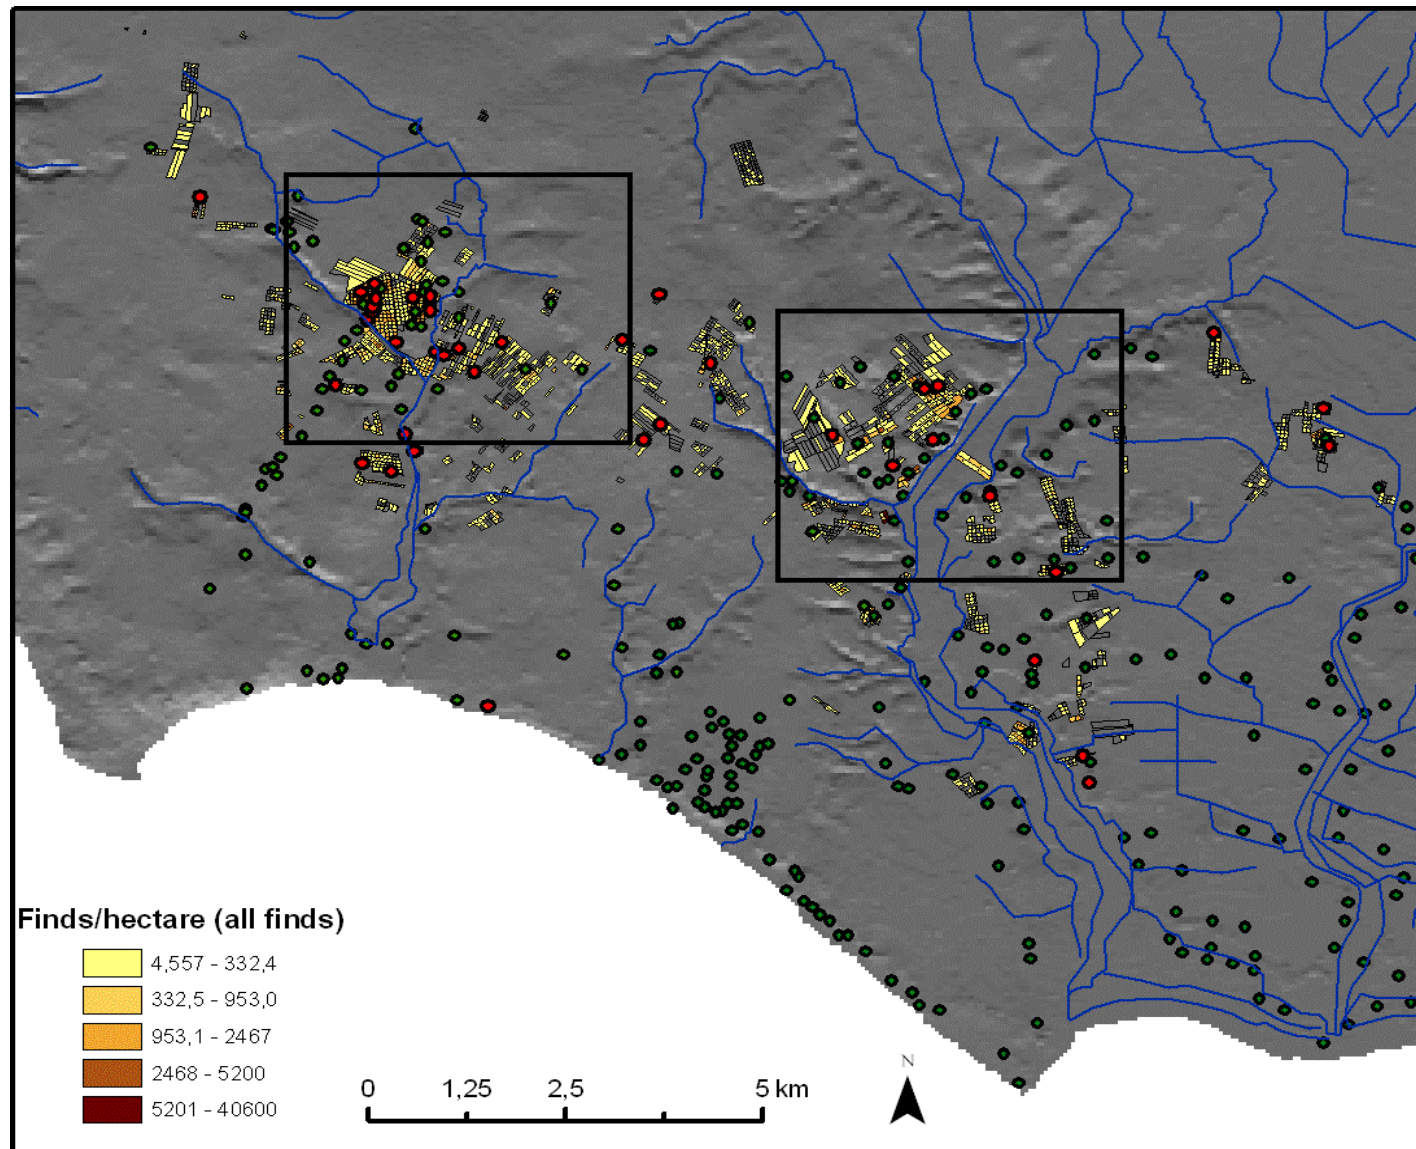 Finds/hectare (all finds)
4,557 - 332,4
332,5 - 953,0
953,1 - 2467
2468 - 5200
5201 - 40600
0 1,25 2,5 5 km
N